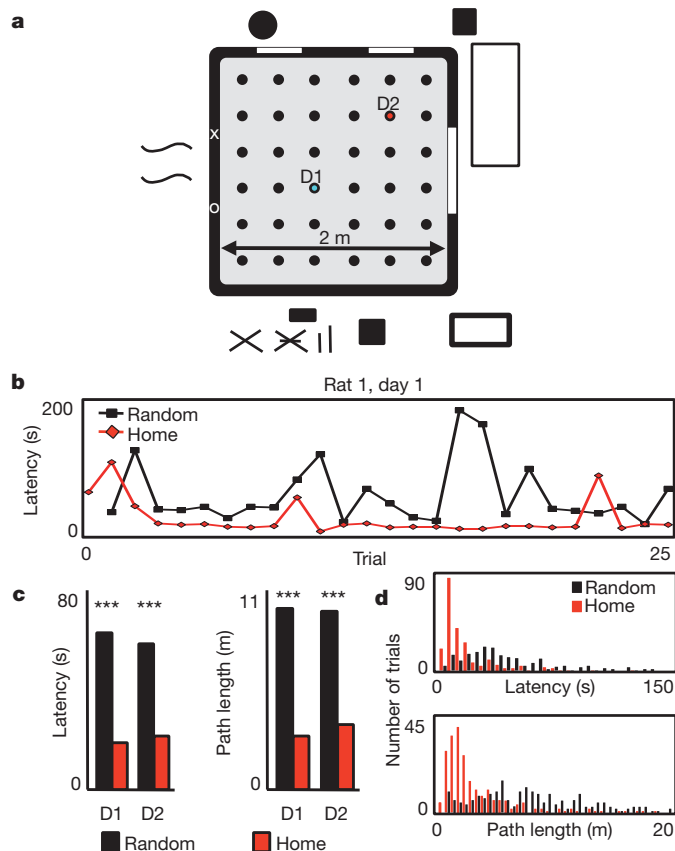 a
D2
x
D1
o
2 m
b
Rat 1, day 1
200
Random
Home
Latency (s)
0
0
Trial
25
c
80
*** ***
Latency (s)
0
D1 D2
11
*** ***
Path length (m)
0
D1 D2
Random Home
d
90
Random
Home
0
0 Latency (s) 150
Number of trials
45
0
0 Path length (m) 20